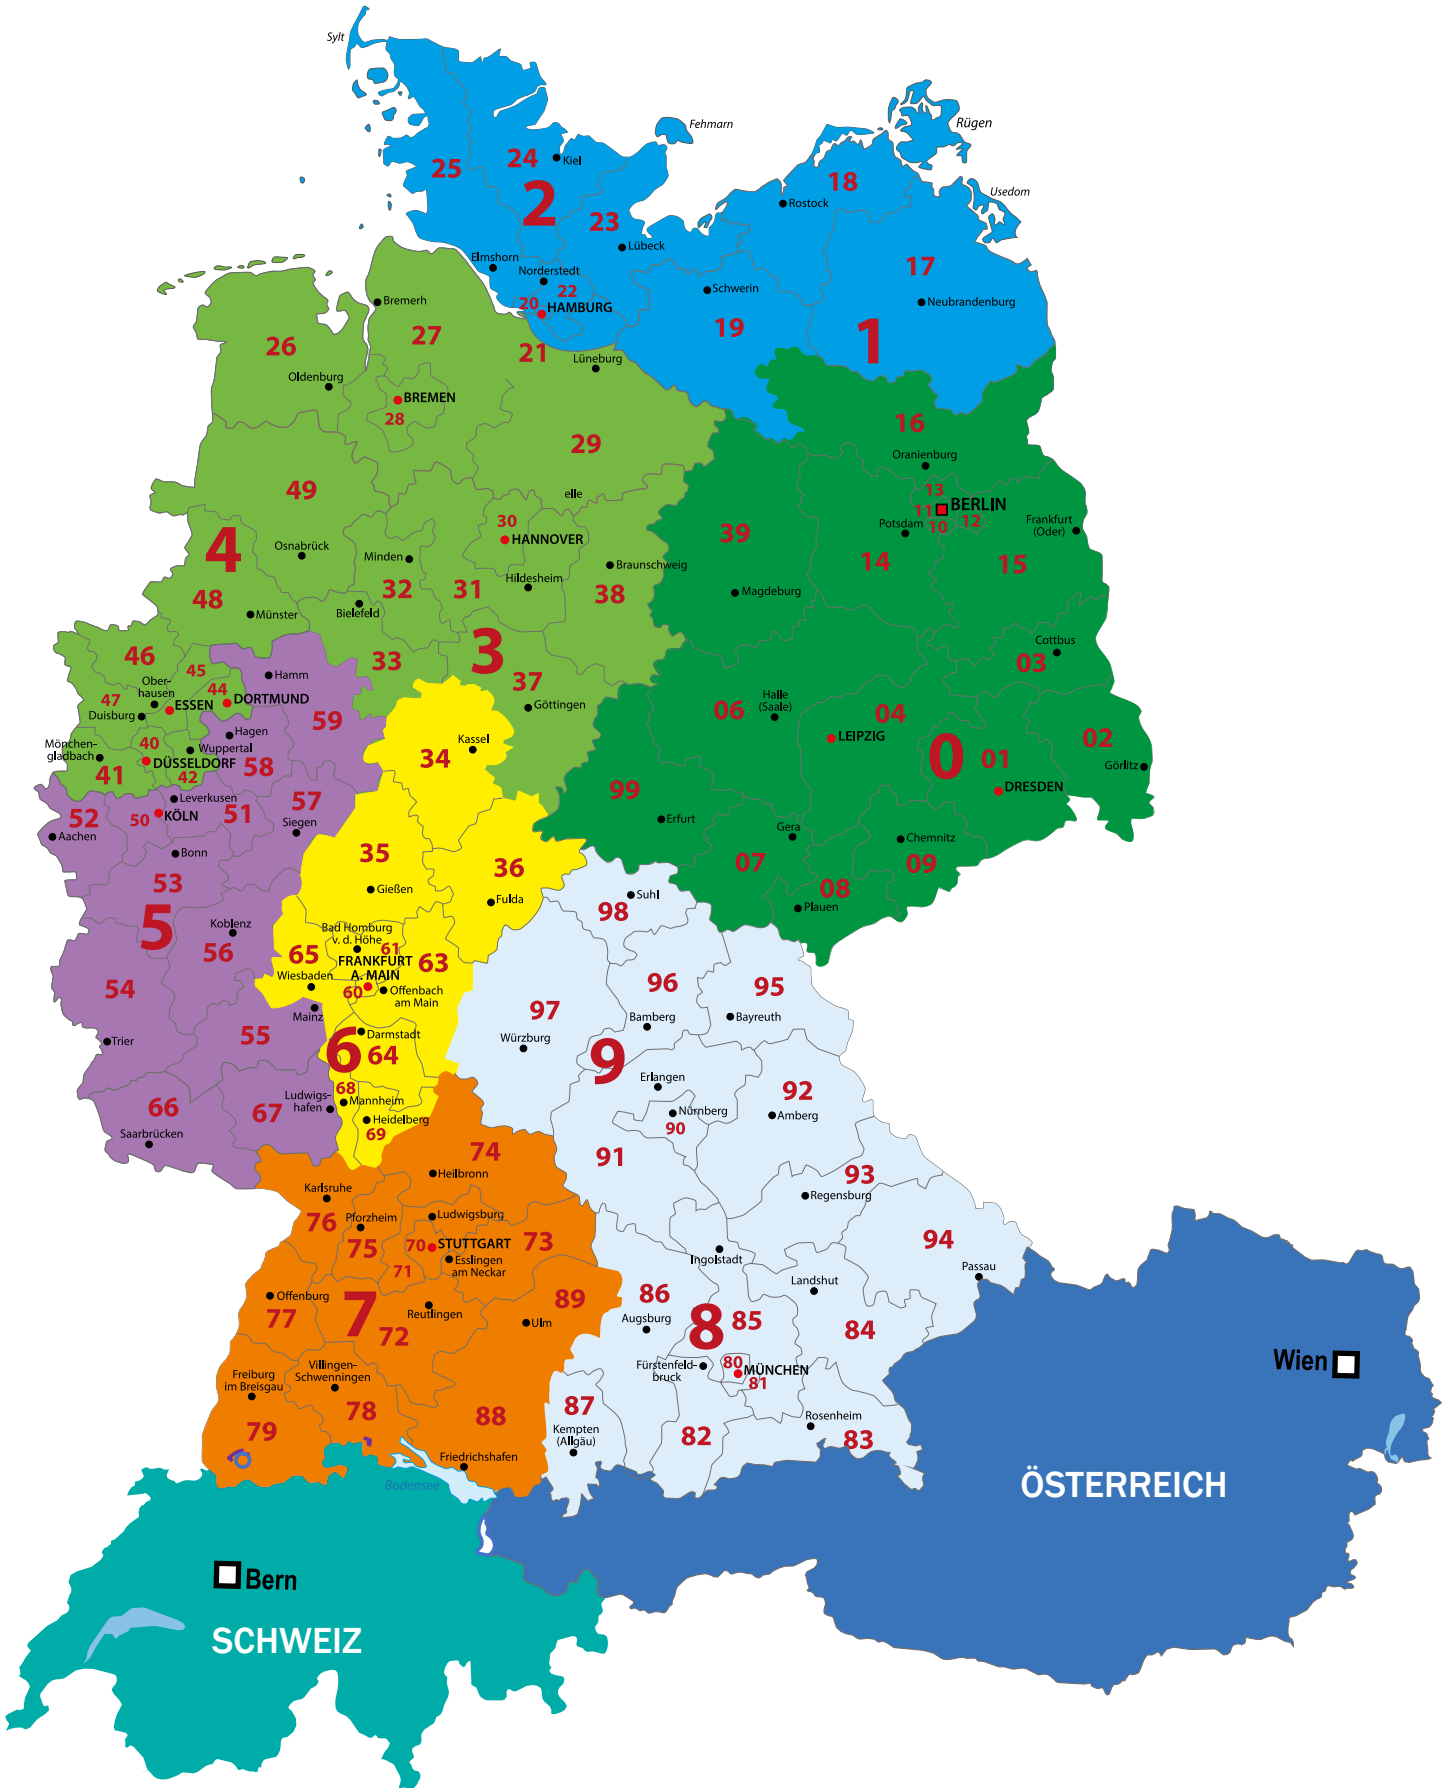 Sylt
Fehmarn
Rügen
24
Kiel
25
18
Usedom
2
Rostock
23
Lübeck
Elmshorn
17
Norderstedt
22
Schwerin
20
HAMBURG
Bremerh
Neubrandenburg
19
27
1
26
21
Lüneburg
Oldenburg
BREMEN
28
16
29
Oranienburg
49
elle
13
BERLIN
11
30
Potsdam
10
12
Frankfurt
(Oder)
39
HANNOVER
4
Osnabrück
Minden
14
15
Braunschweig
Hildesheim
32
31
38
Magdeburg
48
Münster
Bielefeld
3
Cottbus
46
33
03
45
Hamm
37
Ober-
hausen
44
47
ESSEN
DORTMUND
Duisburg
Göttingen
06
Halle
(Saale)
04
59
02
Hagen
LEIPZIG
40
Mönchen-
gladbach
Wuppertal
Kassel
34
0
01
DÜSSELDORF
58
41
42
Görlitz
99
DRESDEN
Leverkusen
57
52
50
KÖLN
51
Siegen
Erfurt
Aachen
Gera
Chemnitz
Bonn
35
07
09
36
53
Gießen
08
Suhl
Fulda
Plauen
98
5
Koblenz
Bad Homburg
v. d. Höhe
61
65
63
56
FRANKFURT
A. MAIN
96
Wiesbaden
54
60
Offenbach
am Main
95
97
Mainz
Bamberg
Bayreuth
Trier
55
Darmstadt
Würzburg
6
64
9
Erlangen
68
92
66
67
Ludwigs-
hafen
Mannheim
Nürnberg
Amberg
Heidelberg
90
69
Saarbrücken
74
91
Heilbronn
93
Karlsruhe
Regensburg
76
Pforzheim
Ludwigsburg
94
75
70
STUTTGART
73
71
Esslingen
am Neckar
Ingolstadt
Passau
Offenburg
Landshut
77
7
Reutlingen
89
86
85
72
Ulm
Augsburg
8
84
Freiburg
im Breisgau
Villingen-
Schwenningen
Fürstenfeld-
bruck
80
MÜNCHEN
81
Wien
79
78
88
87
Kempten
(Allgäu)
82
Rosenheim
83
Friedrichshafen
Bodensee
ÖSTERREICH
Bern
SCHWEIZ